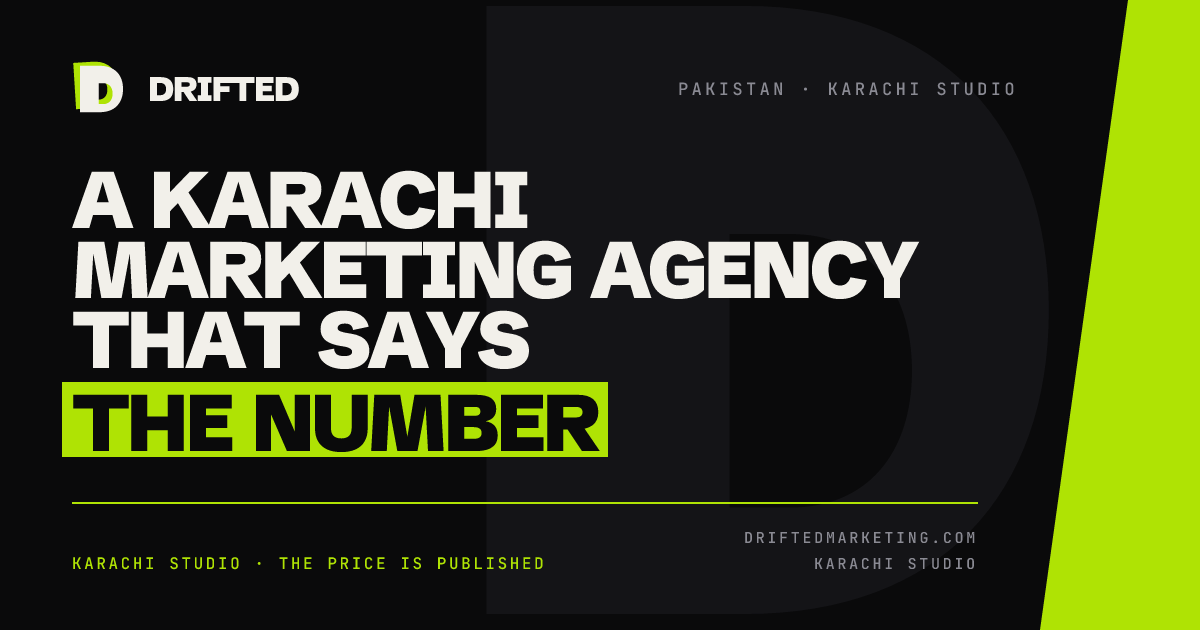 DRIFTED
PAKISTAN · KARACHI STUDIO
A KARACHI
MARKETING AGENCY
THAT SAYS
THE NUMBER
KARACHI STUDIO · THE PRICE IS PUBLISHED
DRIFTEDMARKETING.COM
KARACHI STUDIO